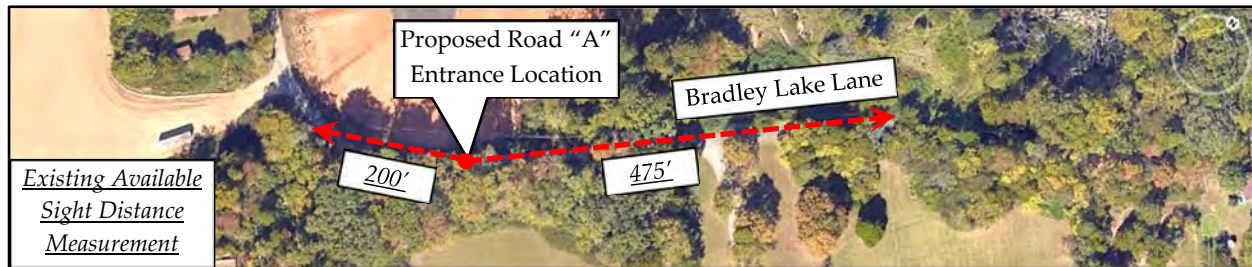 Proposed Road “A”
Entrance Location
Bradley Lake Lane
200’
475’
Existing Available
Sight Distance
Measurement
N